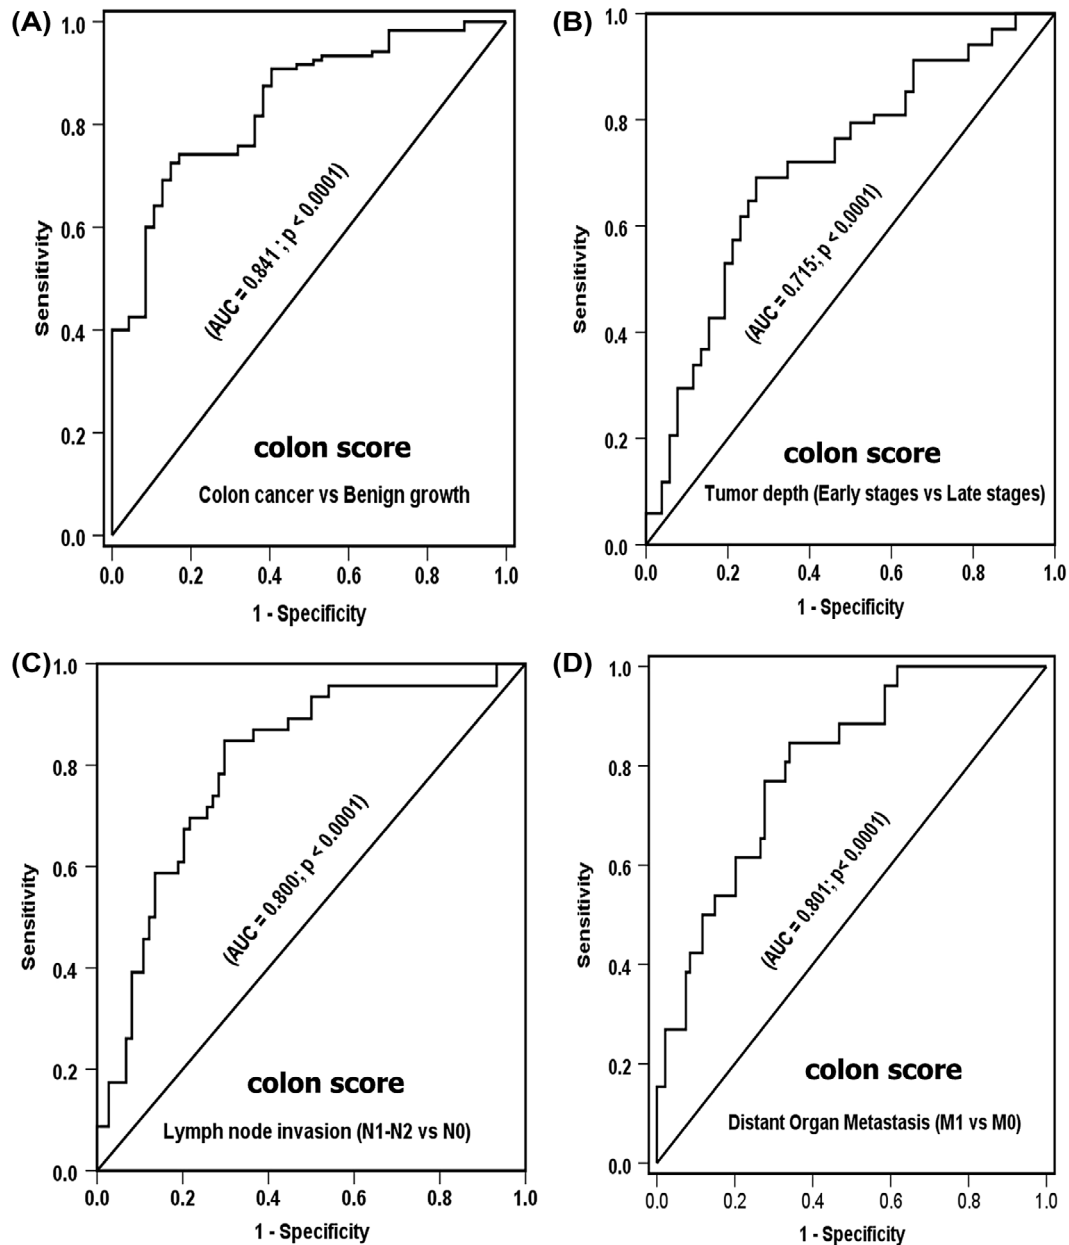 (A)
1.0
0.8
0.6
0.4
0.2
0.0
Sensitivity
(AUC = 0.841 ; p < 0.0001)
colon score
Colon cancer vs Benign growth
0.0 0.2 0.4 0.6 0.8 1.0
1 - Specificity
(B)
1.0
0.8
0.6
0.4
0.2
0.0
Sensitivity
(AUC = 0.715; p < 0.0001)
colon score
Tumor depth (Early stages vs Late stages)
0.0 0.2 0.4 0.6 0.8 1.0
1 - Specificity
(C)
1.0
0.8
0.6
0.4
0.2
0.0
Sensitivity
(AUC = 0.800; p < 0.0001)
colon score
Lymph node invasion (N1-N2 vs N0)
0.0 0.2 0.4 0.6 0.8 1.0
1 - Specificity
(D)
1.0
0.8
0.6
0.4
0.2
0.0
Sensitivity
(AUC = 0.801; p< 0.0001)
colon score
Distant Organ Metastasis (M1 vs M0)
0.0 0.2 0.4 0.6 0.8 1.0
1 - Specificity